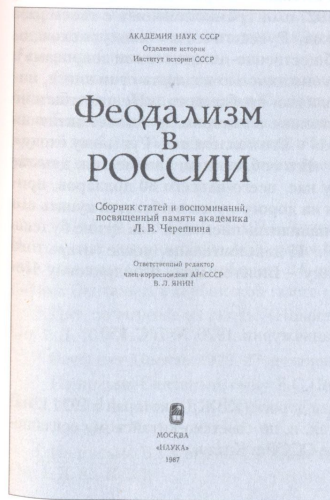 АКАДЕМИЯ НАУК СССР
Отделение истории
Институт истории СССР
Феодализм
в
РОССИИ
Сборник статей и воспоминаний,
посвященный памяти академика
Л. В. Черепнина
Ответственный редактор
член-корреспондент АН СССР
В. Л. ЯНИН
МОСКВА
«НАУКА»
1987